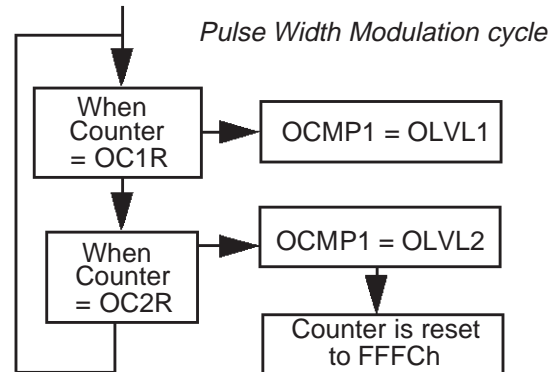 Pulse Width Modulation cycle
When
Counter
= OC1R
OCMP1 = OLVL1
When
Counter
= OC2R
OCMP1 = OLVL2
Counter is reset
to FFFCh